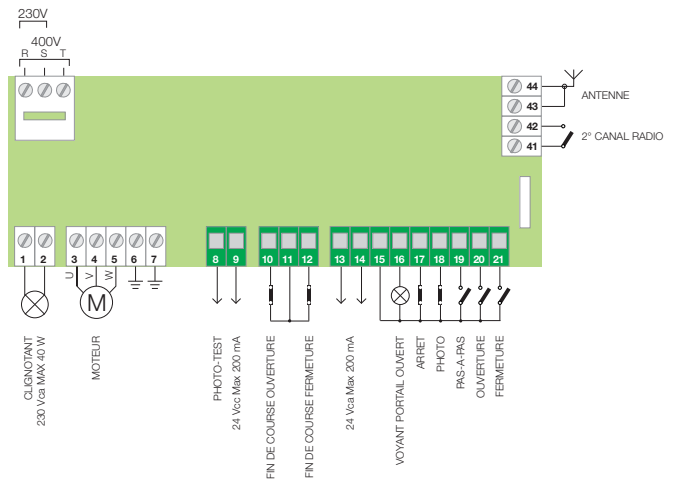 230V
400V
R S T
44
43
ANTENNE
42
41
2° CANAL RADIO
1 2 3 4 5 6 7 8 9 10 11 12 13 14 15 16 17 18 19 20 21
U V W
M
CLIGNOTANT
230 Vca MAX 40 W
MOTEUR
PHOTO-TEST
24 Vcc Max 200 mA
FIN DE COURSE OUVERTURE
FIN DE COURSE FERMETURE
24 Vca Max 200 mA
VOYANT PORTAIL OUVERT
ARRET
PHOTO
PAS-A-PAS
OUVERTURE
FERMETURE